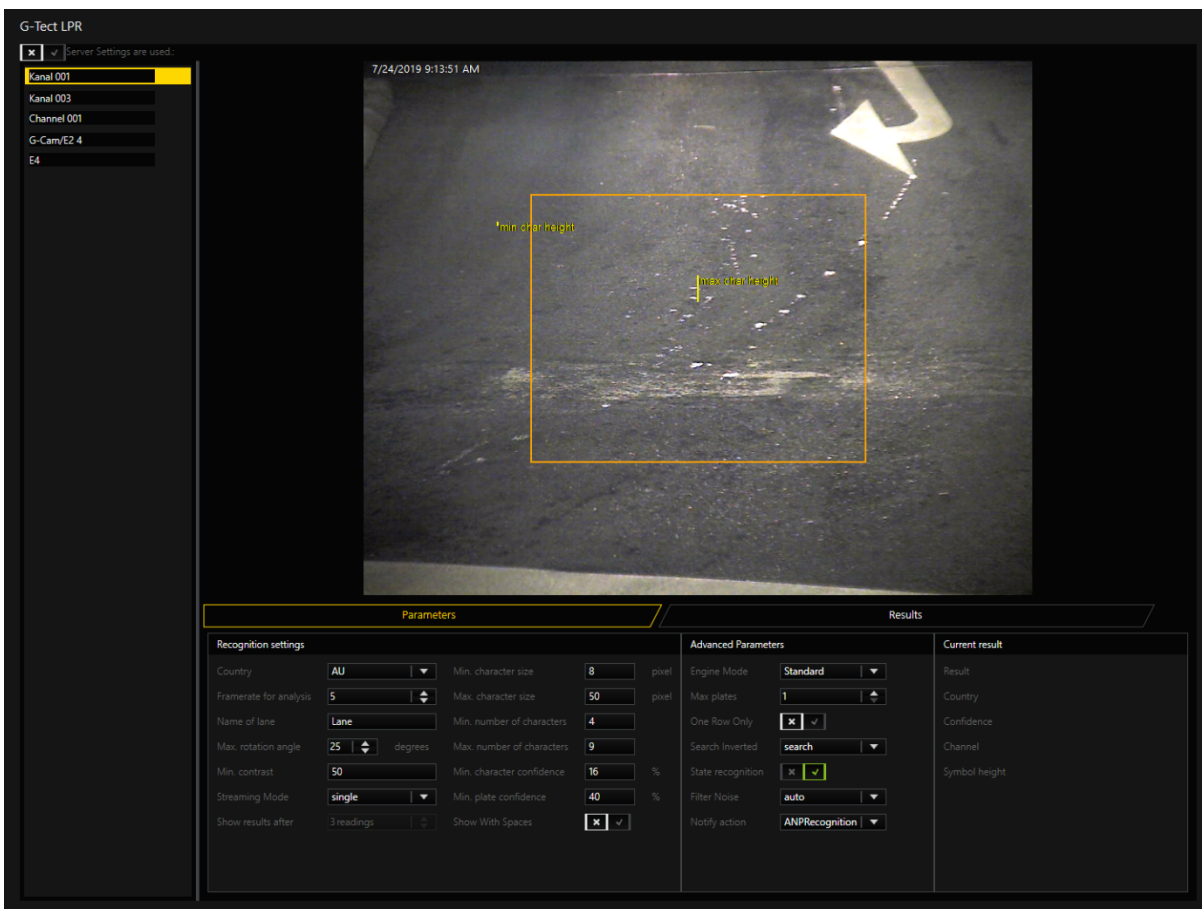 G-Tect LPR
Server Settings are used.:
Kanal 001
Kanal 003
Channel 001
G-Cam/E2 4
E4
7/24/2019 9:13:51 AM
min char height
max char height
Parameters
Results
Recognition settings
Country AU
Framerate for analysis 5
Name of lane Lane
Max. rotation angle 25 degrees
Min. contrast 50
Streaming Mode single
Show results after 3 readings
Min. character size 8 pixel
Max. character size 50 pixel
Min. number of characters 4
Max. number of characters 9
Min. character confidence 16 %
Min. plate confidence 40 %
Show With Spaces
Advanced Parameters
Engine Mode Standard
Max plates 1
One Row Only
Search Inverted search
State recognition
Filter Noise auto
Notify action ANPRecognition
Current result
Result
Country
Confidence
Channel
Symbol height